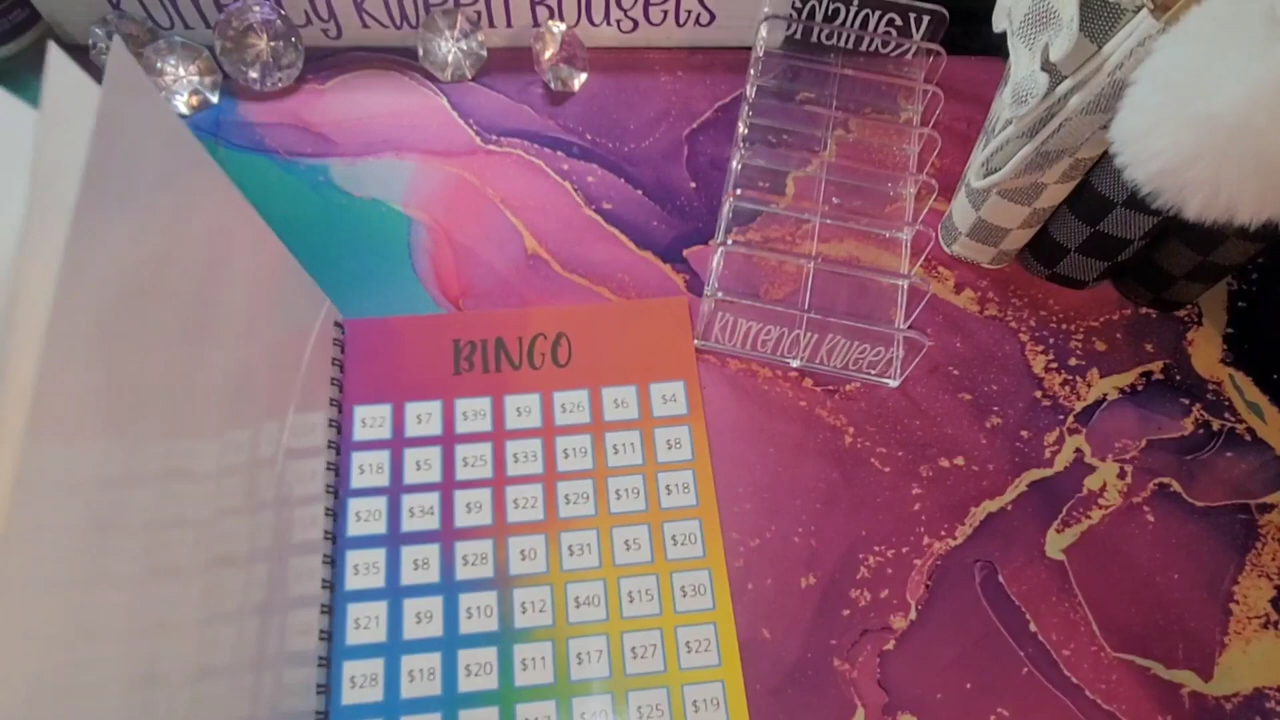 Kurrency Kween Budgets
Kaniahs
Kurrency Kween
BINGO
$22 $7 $39 $9 $26 $6 $4
$18 $5 $25 $33 $19 $11 $8
$20 $34 $9 $22 $29 $19 $18
$35 $8 $28 $0 $31 $5 $20
$21 $9 $10 $12 $40 $15 $30
$28 $18 $20 $11 $17 $27 $22
$25 $19